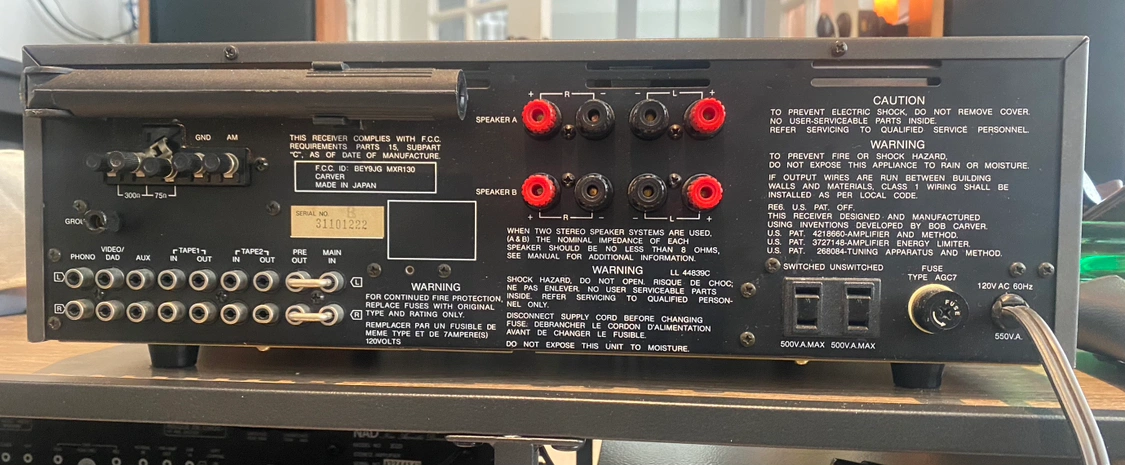 GND AM
300Ω 75Ω
THIS RECEIVER COMPLIES WITH F.C.C.
REQUIREMENTS PARTS 15, SUBPART
"C", AS OF DATE OF MANUFACTURE.
F.C.C. ID: BEY9JG MXR130
CARVER
MADE IN JAPAN
SERIAL NO.
31101222
PHONO VIDEO/DAD AUX TAPE1 IN OUT TAPE2 IN OUT PRE OUT MAIN IN
L L
R R
WARNING
FOR CONTINUED FIRE PROTECTION,
REPLACE FUSES WITH ORIGINAL
TYPE AND RATING ONLY.
REMPLACER PAR UN FUSIBLE DE
MEME TYPE ET DE 7AMPERE(S)
120VOLTS
+ R - - L +
SPEAKER A
SPEAKER B
+ R - - L +
WHEN TWO STEREO SPEAKER SYSTEMS ARE USED,
(A & B) THE NOMINAL IMPEDANCE OF EACH
SPEAKER SHOULD BE NO LESS THAN 8 OHMS,
SEE MANUAL FOR ADDITIONAL INFORMATION.
WARNING LL 44839C
SHOCK HAZARD, DO NOT OPEN. RISQUE DE CHOC;
NE PAS ENLEVER. NO USER SERVICEABLE PARTS
INSIDE. REFER SERVICING TO QUALIFIED PERSON-
NEL ONLY.
DISCONNECT SUPPLY CORD BEFORE CHANGING
FUSE. DEBRANCHER LE CORDON D'ALIMENTATION
AVANT DE CHANGER LE FUSIBLE.
DO NOT EXPOSE THIS UNIT TO MOISTURE.
CAUTION
TO PREVENT ELECTRIC SHOCK, DO NOT REMOVE COVER.
NO USER-SERVICEABLE PARTS INSIDE.
REFER SERVICING TO QUALIFIED SERVICE PERSONNEL.
WARNING
TO PREVENT FIRE OR SHOCK HAZARD,
DO NOT EXPOSE THIS APPLIANCE TO RAIN OR MOISTURE.
IF OUTPUT WIRES ARE RUN BETWEEN BUILDING
WALLS AND MATERIALS, CLASS 1 WIRING SHALL BE
INSTALLED AS PER LOCAL CODE.
REG. U.S. PAT. OFF.
THIS RECEIVER DESIGNED AND MANUFACTURED
USING INVENTIONS DEVELOPED BY BOB CARVER.
U.S. PAT. 4218660-AMPLIFIER AND METHOD.
U.S. PAT. 3727148-AMPLIFIER ENERGY LIMITER.
U.S. PAT. 268084-TUNING APPARATUS AND METHOD.
SWITCHED UNSWITCHED
500V.A.MAX 500V.A.MAX
FUSE
TYPE AGC7
FUSE
120V AC 60Hz
550V.A.
NAD